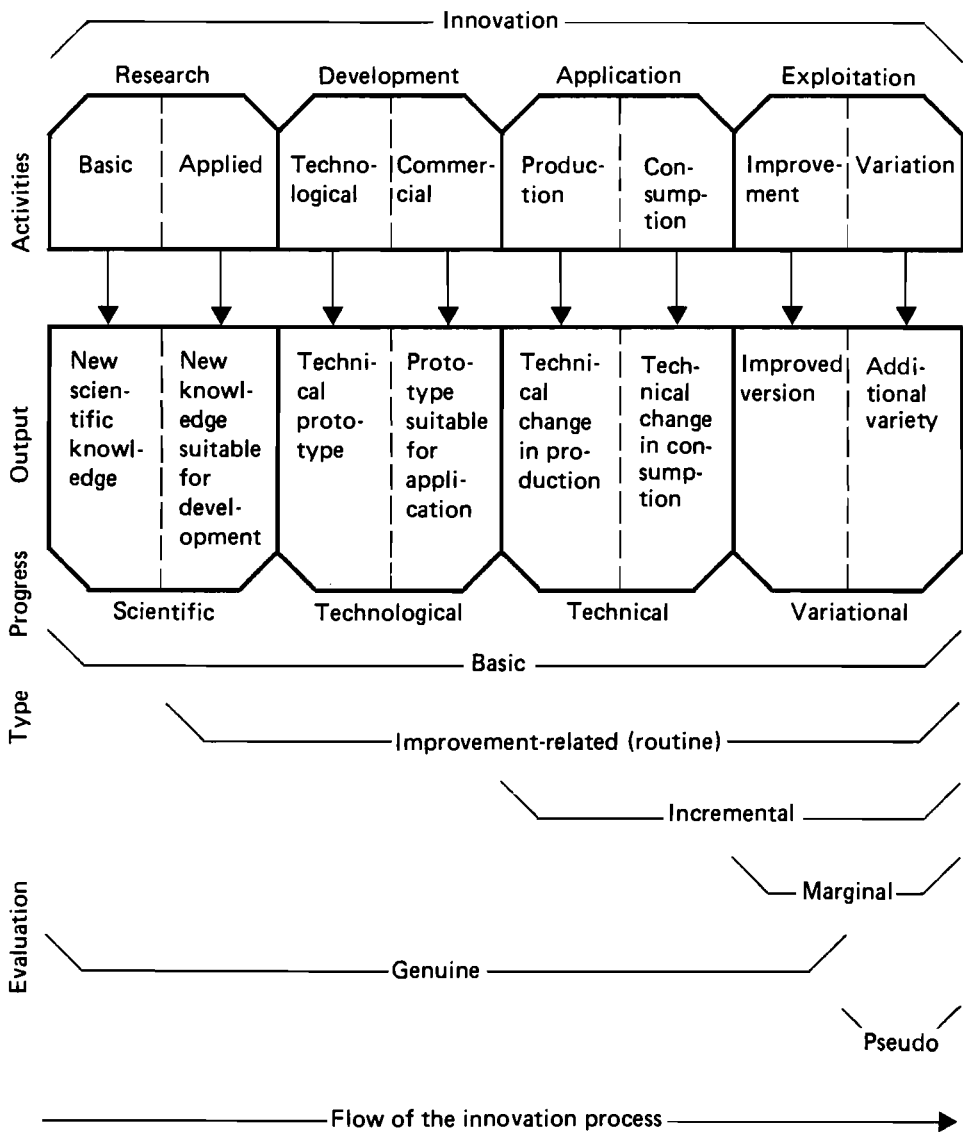 Innovation
Research Development Application Exploitation
Activities
Basic
Applied
Techno-
logical
Commer-
cial
Produc-
tion
Con-
sump-
tion
Improve-
ment
Variation
Output
New
scien-
tific
knowl-
edge
New
knowl-
edge
suitable
for
devel-
opment
Techni-
cal
proto-
type
Proto-
type
suitable
for
appli-
cation
Techni-
cal
change
in pro-
duction
Tech-
nical
change
in con-
sump-
tion
Improved
version
Addi-
tional
variety
Progress
Scientific Technological Technical Variational
Type
Basic
Improvement-related (routine)
Incremental
Marginal
Evaluation
Genuine
Pseudo
Flow of the innovation process